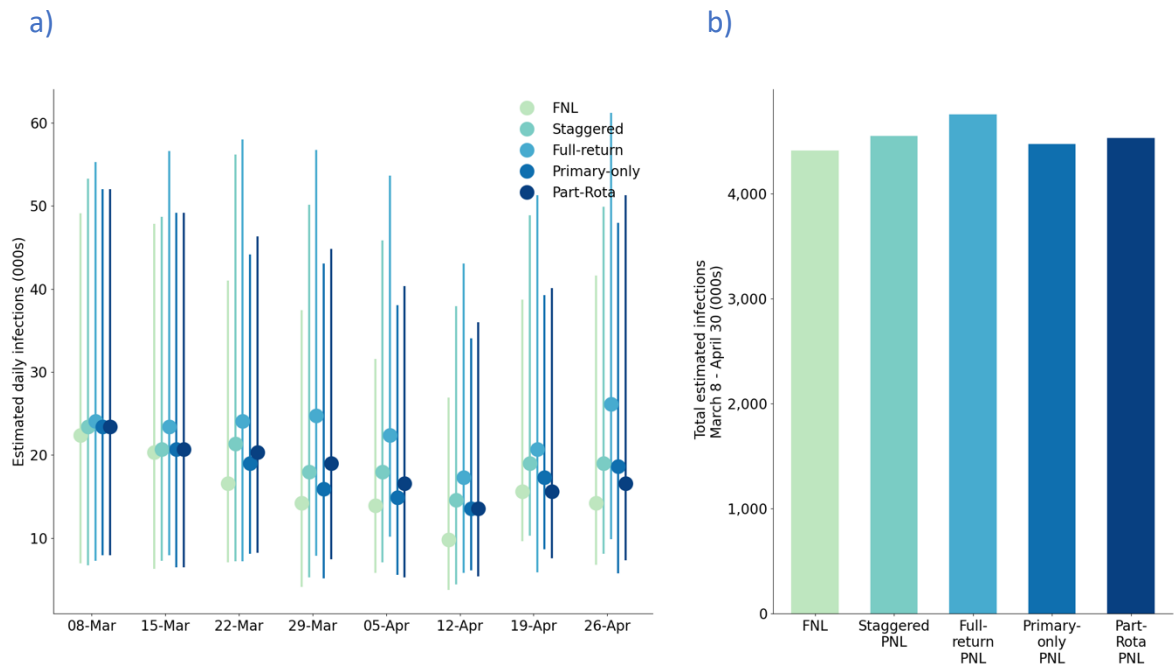 a)
Estimated daily infections (000s)
60
50
40
30
20
10
08-Mar 15-Mar 22-Mar 29-Mar 05-Apr 12-Apr 19-Apr 26-Apr
FNL
Staggered
Full-return
Primary-only
Part-Rota
b)
Total estimated infections
March 8 - April 30 (000s)
4,000
3,000
2,000
1,000
0
FNL
Staggered
PNL
Full-
return
PNL
Primary-
only
PNL
Part-
Rota
PNL